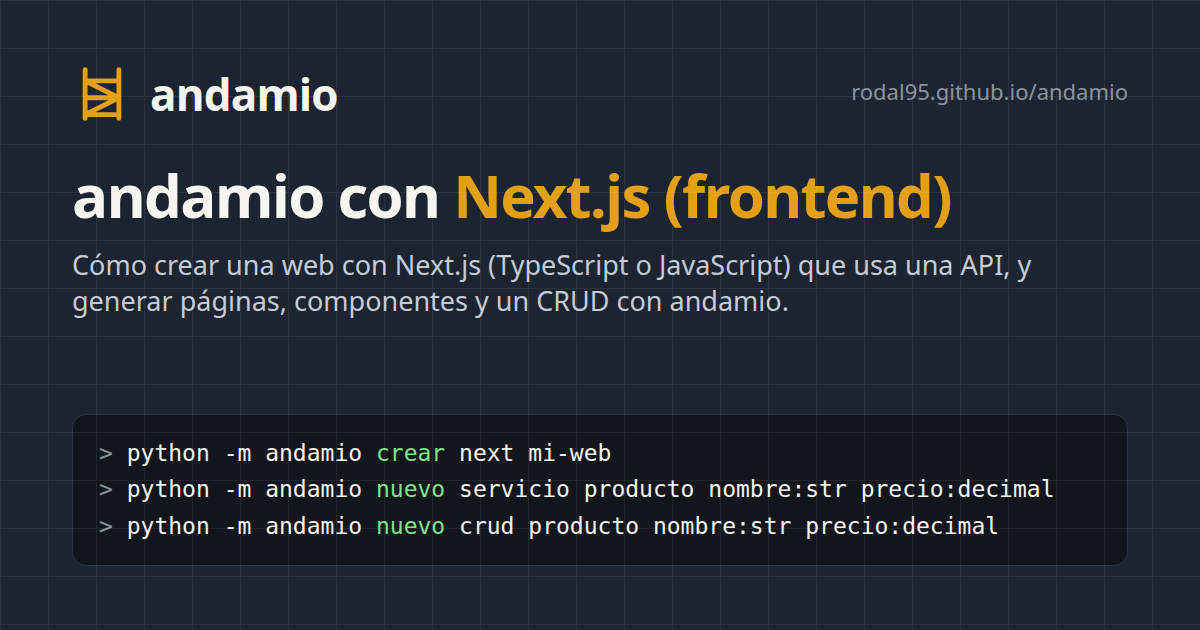 andamio
rodal95.github.io/andamio
andamio con Next.js (frontend)
Cómo crear una web con Next.js (TypeScript o JavaScript) que usa una API, y
generar páginas, componentes y un CRUD con andamio.
> python -m andamio crear next mi-web
> python -m andamio nuevo servicio producto nombre:str precio:decimal
> python -m andamio nuevo crud producto nombre:str precio:decimal